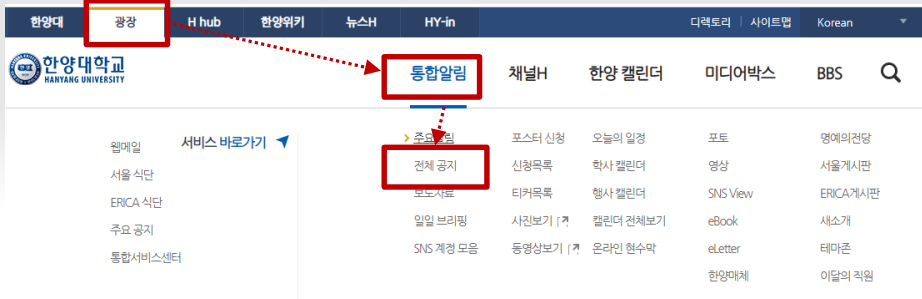 한양대 광장 H hub 한양위키 뉴스H HY-in 디렉토리 사이트맵 Korean
한양대학교
HANYANG UNIVERSITY
통합알림 채널H 한양 캘린더 미디어박스 BBS
서비스 바로가기
웹메일
서울 식단
ERICA 식단
주요 공지
통합서비스센터
주요알림
전체 공지
보도자료
일일 브리핑
SNS 계정 모음
포스터 신청
신청목록
티커목록
사진보기
동영상보기
오늘의 일정
학사 캘린더
행사 캘린더
캘린더 전체보기
온라인 현수막
포토
영상
SNS View
eBook
eLetter
한양매체
명예의전당
서울게시판
ERICA게시판
새소개
테마존
이달의 직원